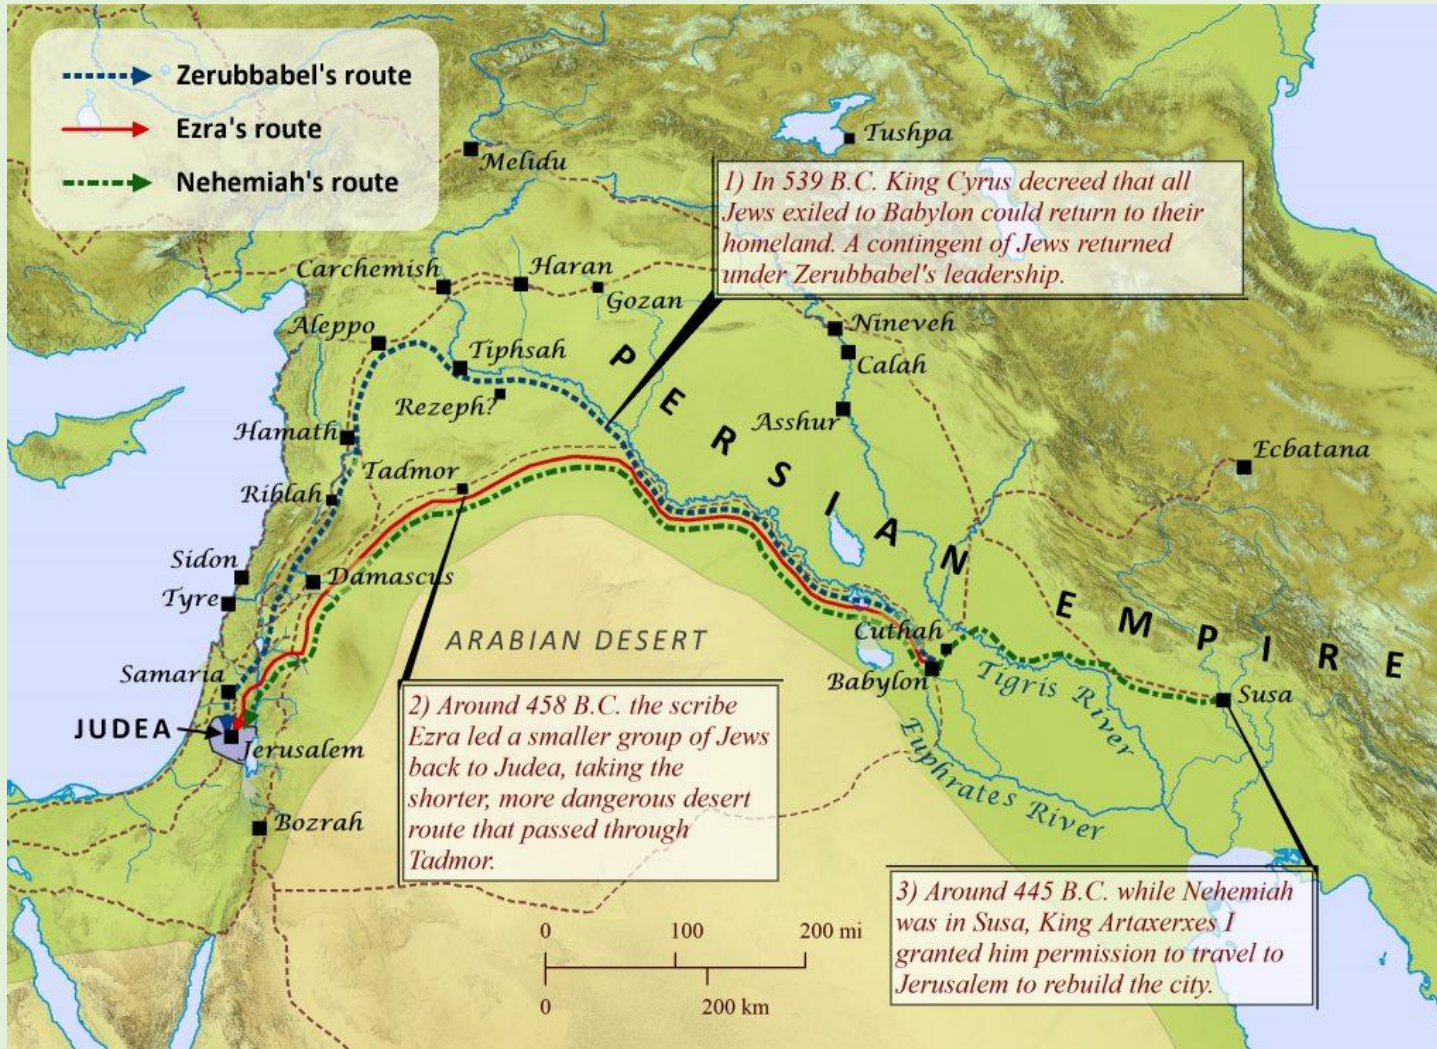 Zerubbabel's route
Ezra's route
Nehemiah's route
Tushpa
Melidu
1) In 539 B.C. King Cyrus decreed that all
Jews exiled to Babylon could return to their
homeland. A contingent of Jews returned
under Zerubbabel's leadership.
Carchemish
Haran
Gozan
Aleppo
Tiphsah
Nineveh
Calah
Rezeph?
Asshur
Hamath
Tadmor
Ecbatana
Riblah
PERSIAN EMPIRE
Sidon
Damascus
Tyre
ARABIAN DESERT
Cuthah
Samaria
Babylon
Tigris River
Susa
JUDEA
Jerusalem
Euphrates River
2) Around 458 B.C. the scribe
Ezra led a smaller group of Jews
back to Judea, taking the
shorter, more dangerous desert
route that passed through
Tadmor.
Bozrah
3) Around 445 B.C. while Nehemiah
was in Susa, King Artaxerxes I
granted him permission to travel to
Jerusalem to rebuild the city.
0 100 200 mi
0 200 km